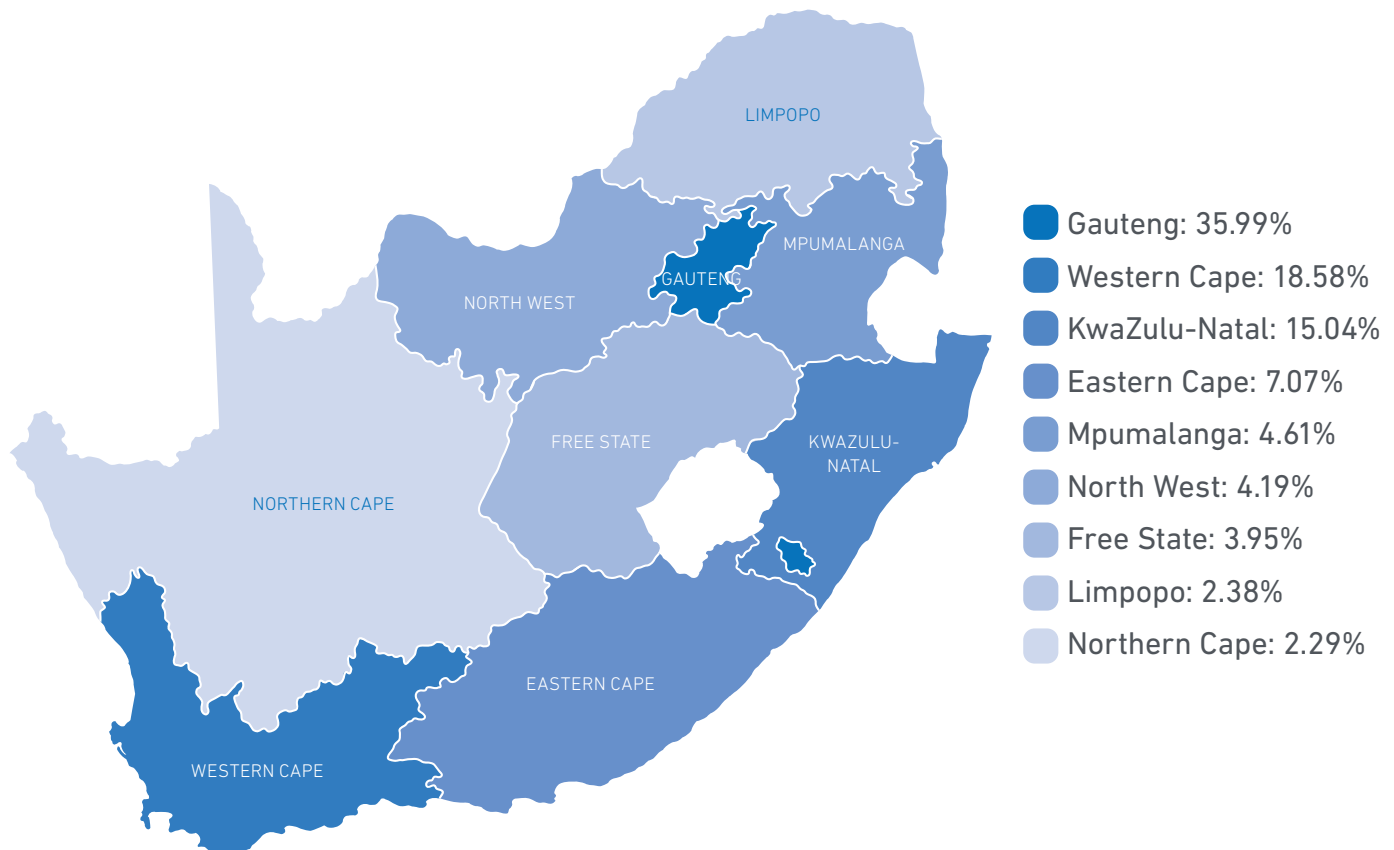 LIMPOPO
MPUMALANGA
GAUTENG
NORTH WEST
FREE STATE
KWAZULU-
NATAL
NORTHERN CAPE
EASTERN CAPE
WESTERN CAPE
Gauteng: 35.99%
Western Cape: 18.58%
KwaZulu-Natal: 15.04%
Eastern Cape: 7.07%
Mpumalanga: 4.61%
North West: 4.19%
Free State: 3.95%
Limpopo: 2.38%
Northern Cape: 2.29%